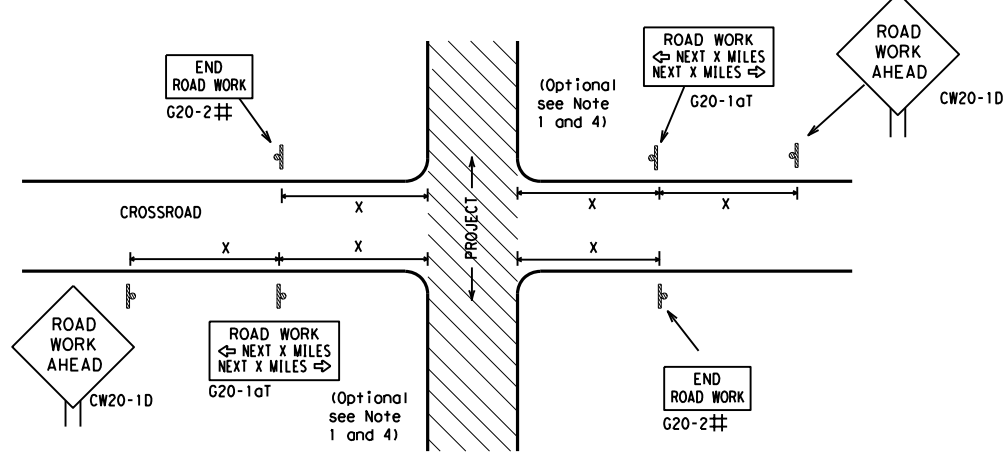 END
ROAD WORK
G20-2#
(Optional
see Note
1 and 4)
ROAD WORK
⇦ NEXT X MILES
NEXT X MILES ⇨
G20-1aT
ROAD
WORK
AHEAD
CW20-1D
X
X
X
CROSSROAD
PROJECT
X
X
X
ROAD
WORK
AHEAD
CW20-1D
ROAD WORK
⇦ NEXT X MILES
NEXT X MILES ⇨
G20-1aT
(Optional
see Note
1 and 4)
END
ROAD WORK
G20-2#